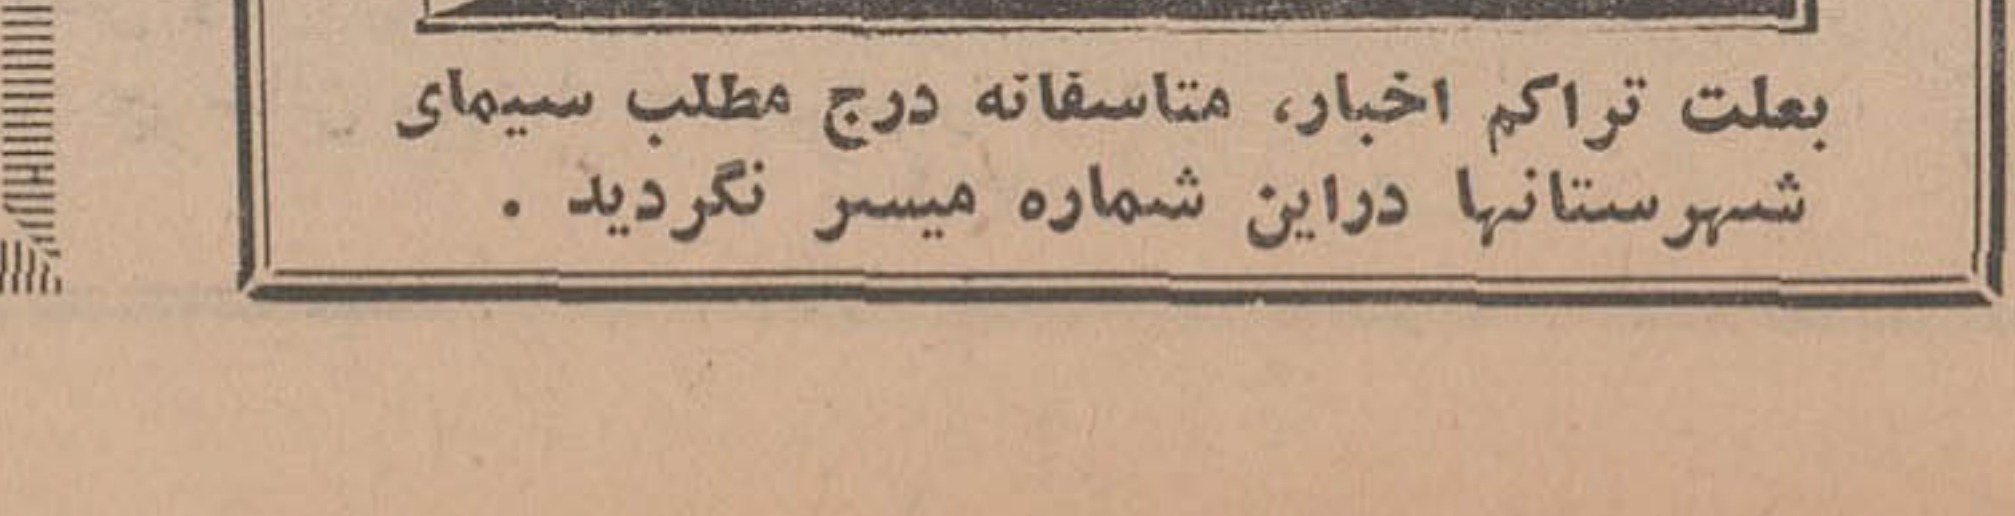 بعلت تراکم اخبار، متاسفانه درج مطلب سیمای
شهرستانها دراین شماره میسر نگردید .